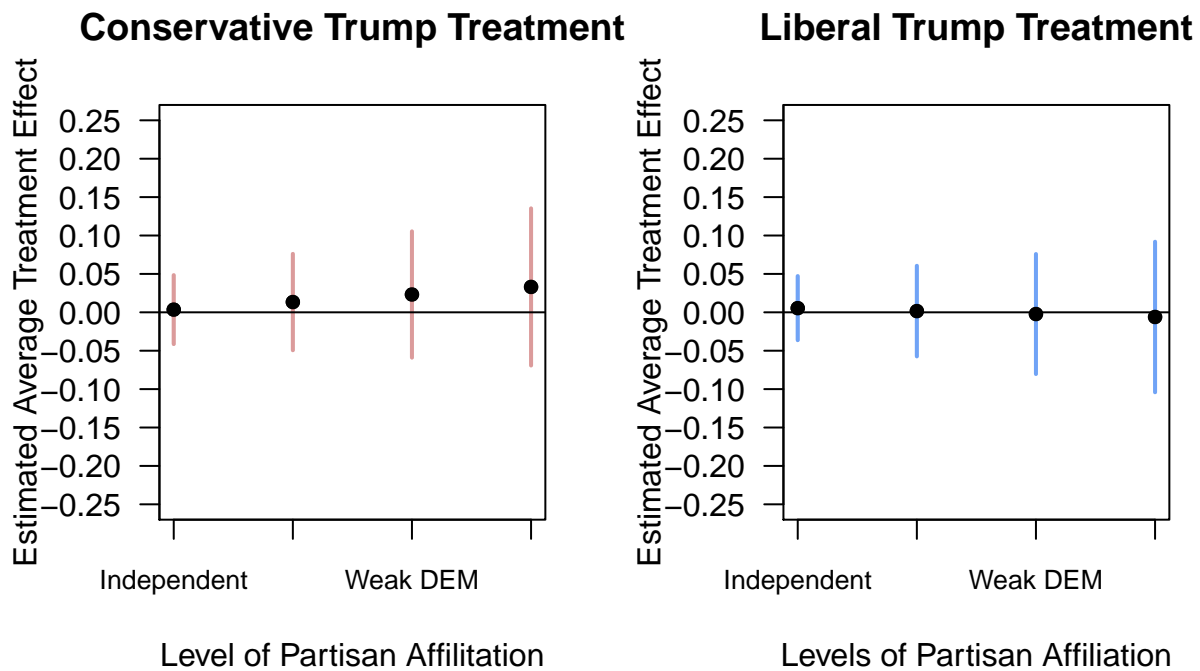 Conservative Trump Treatment
Estimated Average Treatment Effect
0.25
0.20
0.15
0.10
0.05
0.00
−0.05
−0.10
−0.15
−0.20
−0.25
Independent
Weak DEM
Level of Partisan Affilitation
Liberal Trump Treatment
Estimated Average Treatment Effect
0.25
0.20
0.15
0.10
0.05
0.00
−0.05
−0.10
−0.15
−0.20
−0.25
Independent
Weak DEM
Levels of Partisan Affiliation